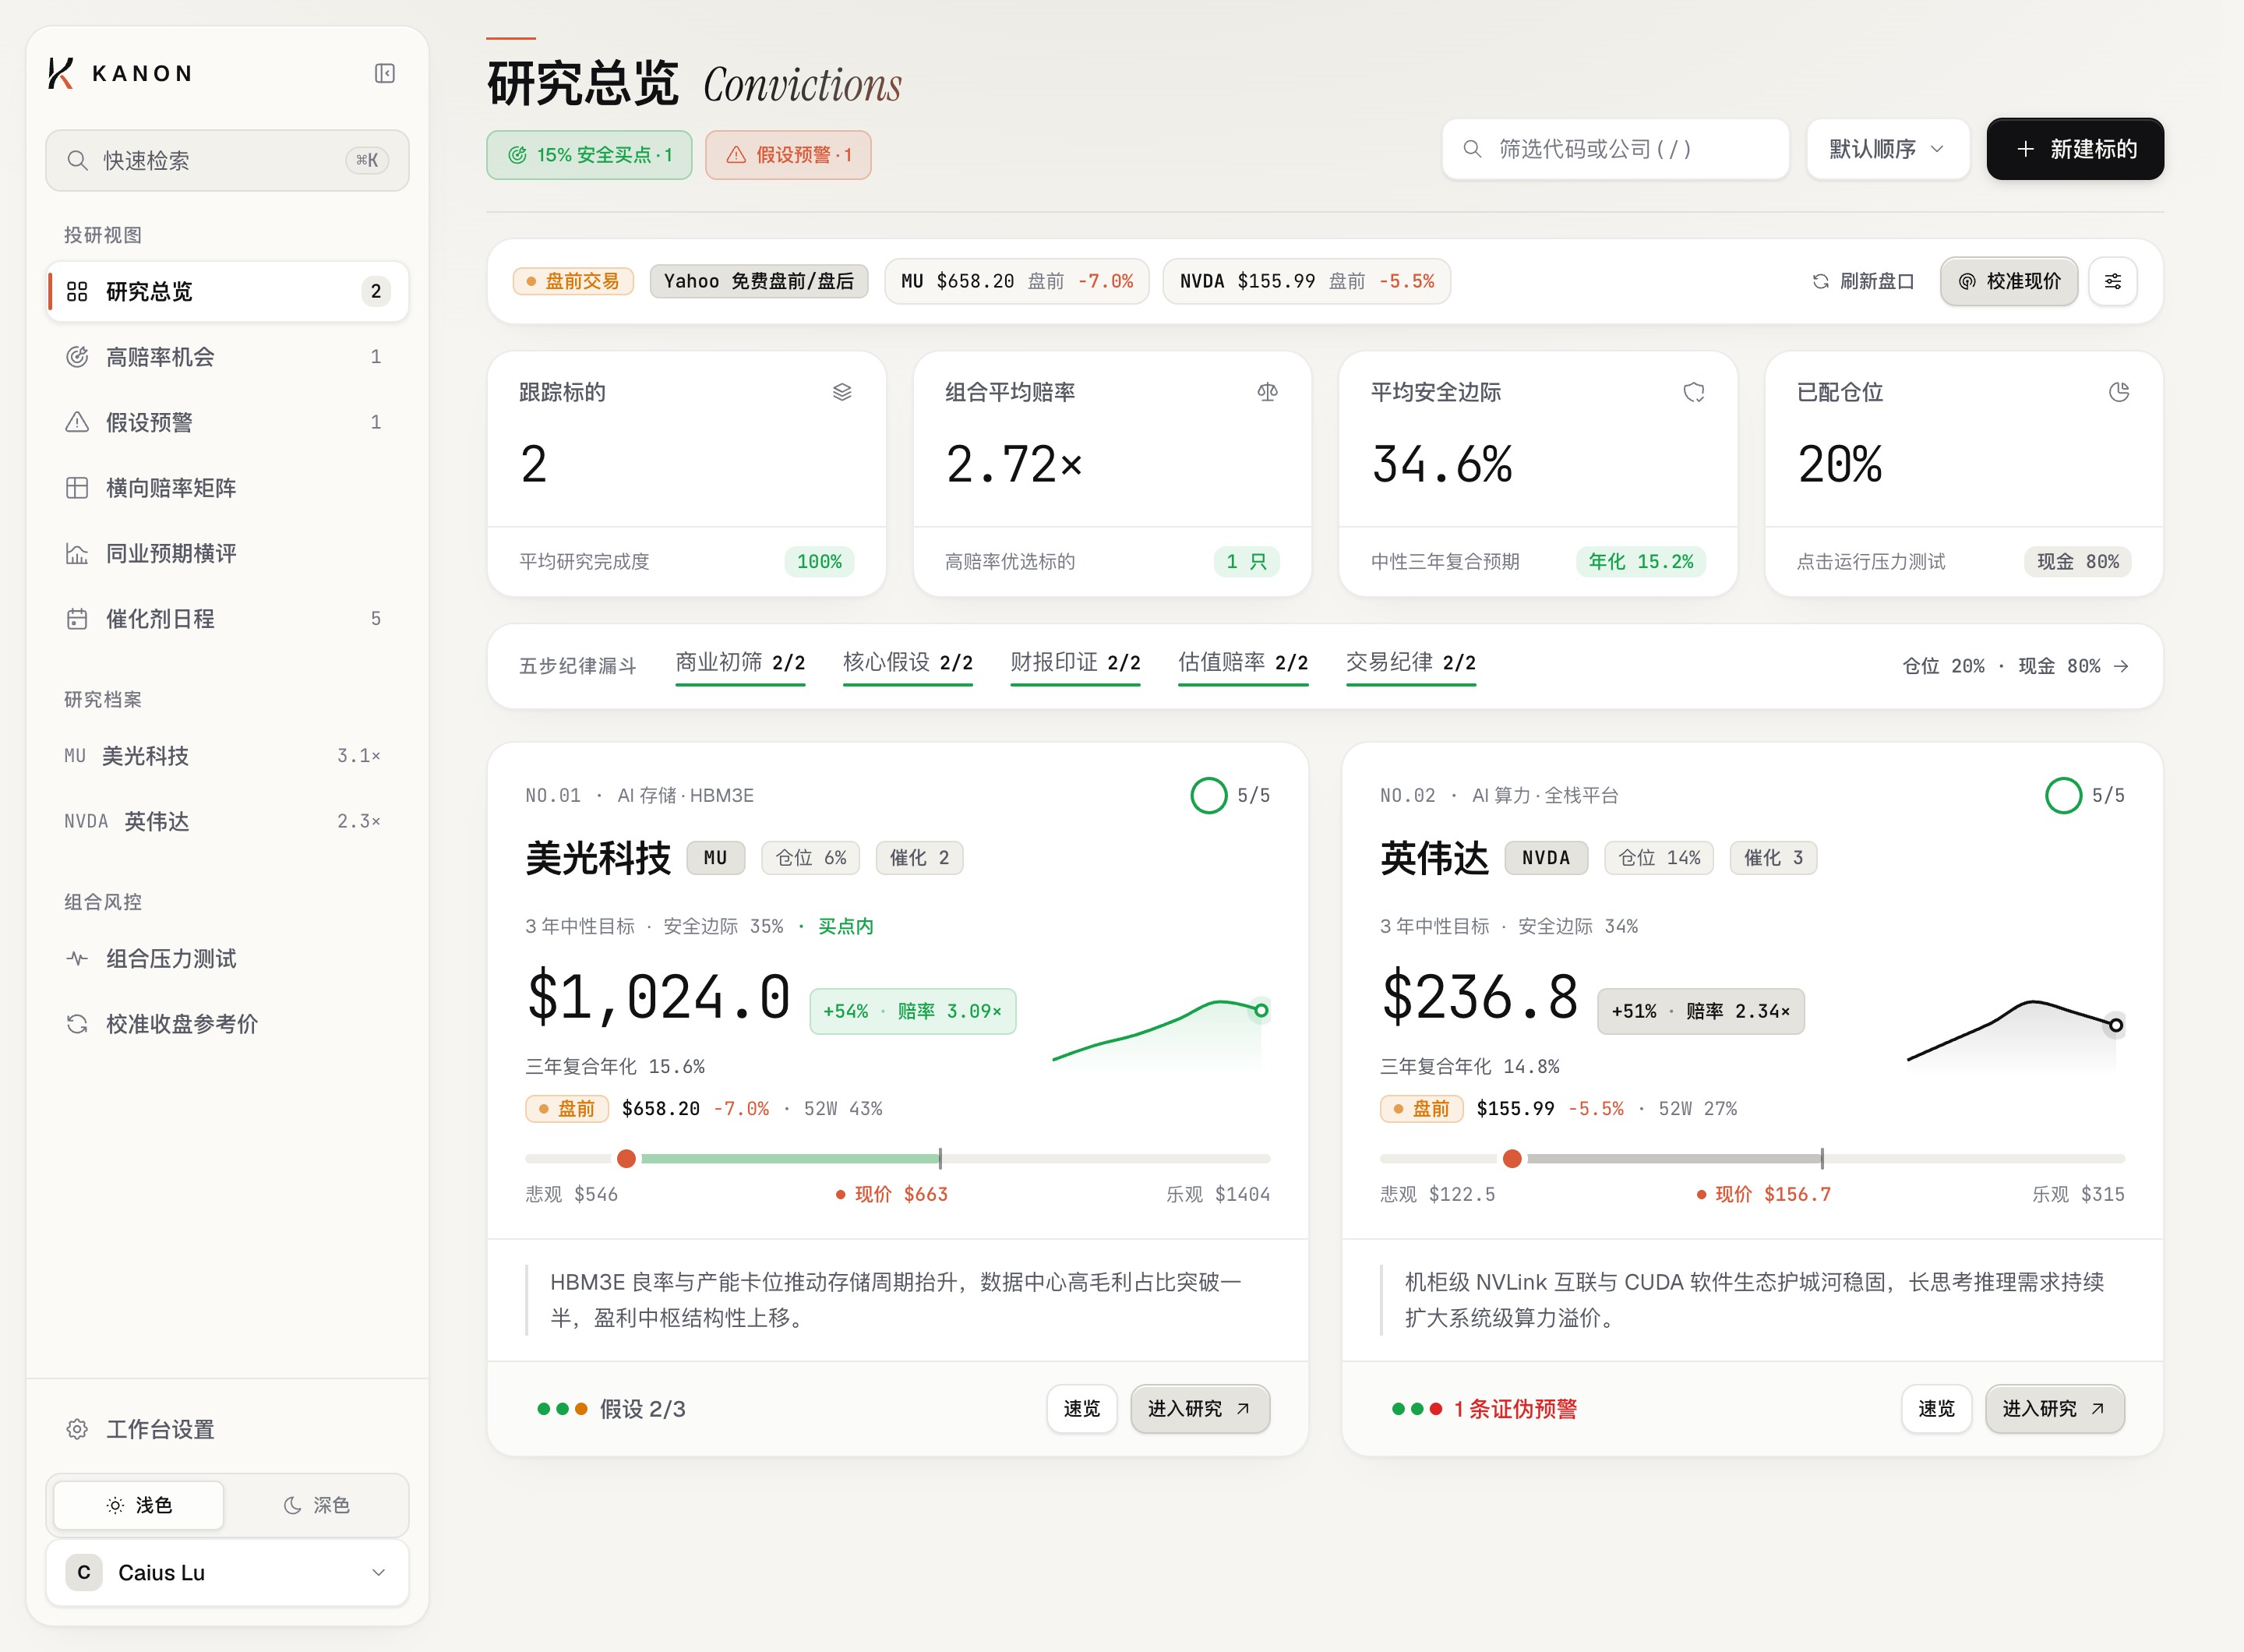 KANON
快速检索 ⌘K
投研视图
研究总览 2
高赔率机会 1
假设预警 1
横向赔率矩阵
同业预期横评
催化剂日程 5
研究档案
MU 美光科技 3.1×
NVDA 英伟达 2.3×
组合风控
组合压力测试
校准收盘参考价
工作台设置
浅色 深色
C Caius Lu
研究总览 Convictions
15% 安全买点·1 假设预警·1
筛选代码或公司 ( / ) 默认顺序 新建标的
盘前交易 Yahoo 免费盘前/盘后 MU $658.20 盘前 -7.0% NVDA $155.99 盘前 -5.5% 刷新盘口 校准现价
跟踪标的
2
平均研究完成度 100%
组合平均赔率
2.72×
高赔率优选标的 1 只
平均安全边际
34.6%
中性三年复合预期 年化 15.2%
已配仓位
20%
点击运行压力测试 现金 80%
五步纪律漏斗 商业初筛 2/2 核心假设 2/2 财报印证 2/2 估值赔率 2/2 交易纪律 2/2 仓位 20% · 现金 80% →
NO.01 · AI 存储·HBM3E 5/5
美光科技 MU 仓位 6% 催化 2
3 年中性目标 · 安全边际 35% · 买点内
$1,024.0 +54% · 赔率 3.09×
三年复合年化 15.6%
盘前 $658.20 -7.0% · 52W 43%
悲观 $546 现价 $663 乐观 $1404
HBM3E 良率与产能卡位推动存储周期抬升，数据中心高毛利占比突破一
半，盈利中枢结构性上移。
假设 2/3 速览 进入研究
NO.02 · AI 算力·全栈平台 5/5
英伟达 NVDA 仓位 14% 催化 3
3 年中性目标 · 安全边际 34%
$236.8 +51% · 赔率 2.34×
三年复合年化 14.8%
盘前 $155.99 -5.5% · 52W 27%
悲观 $122.5 现价 $156.7 乐观 $315
机柜级 NVLink 互联与 CUDA 软件生态护城河稳固，长思考推理需求持续
扩大系统级算力溢价。
1 条证伪预警 速览 进入研究